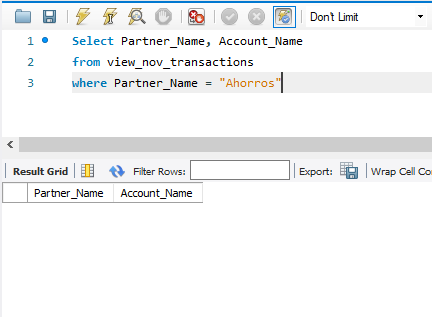 Don't Limit
1 Select Partner_Name, Account_Name
2 from view_nov_transactions
3 where Partner_Name = "Ahorros"
Result Grid Filter Rows: Export: Wrap Cell Co
Partner_Name Account_Name